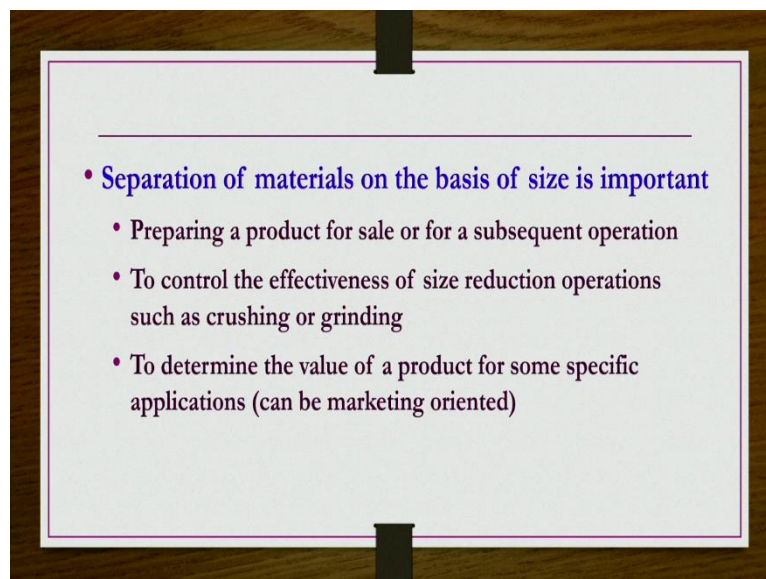 • Separation of materials on the basis of size is important
• Preparing a product for sale or for a subsequent operation
• To control the effectiveness of size reduction operations
such as crushing or grinding
• To determine the value of a product for some specific
applications (can be marketing oriented)